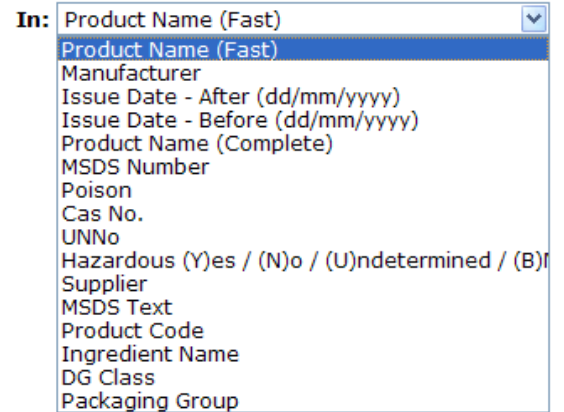 In: Product Name (Fast)
Product Name (Fast)
Manufacturer
Issue Date - After (dd/mm/yyyy)
Issue Date - Before (dd/mm/yyyy)
Product Name (Complete)
MSDS Number
Poison
Cas No.
UNNo
Hazardous (Y)es / (N)o / (U)ndetermined / (B)
Supplier
MSDS Text
Product Code
Ingredient Name
DG Class
Packaging Group